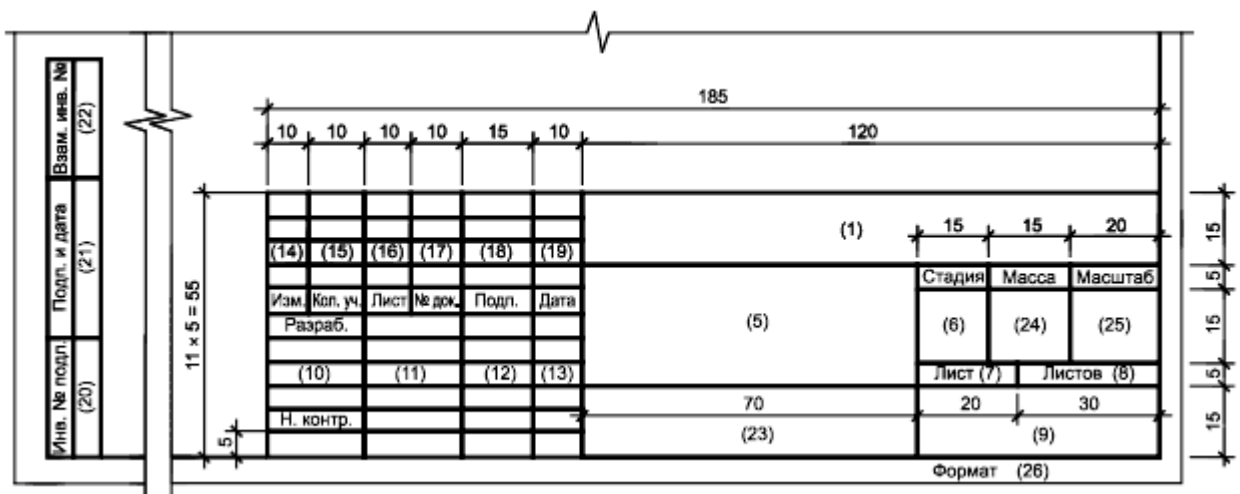 185
10 10 10 10 15 10 120
(1) 15 15 20 15
(14) (15) (16) (17) (18) (19)
Стадия Масса Масштаб 5
Изм. Кол. уч. Лист № док. Подп. Дата
Разраб.
(5) (6) (24) (25) 15
(10) (11) (12) (13)
Лист (7) Листов (8) 5
70 20 30
Н. контр.
(23) (9) 15
5
11 × 5 = 55
Формат (26)
Взам. инв. № (22)
Подп. и дата (21)
Инв. № подл. (20)